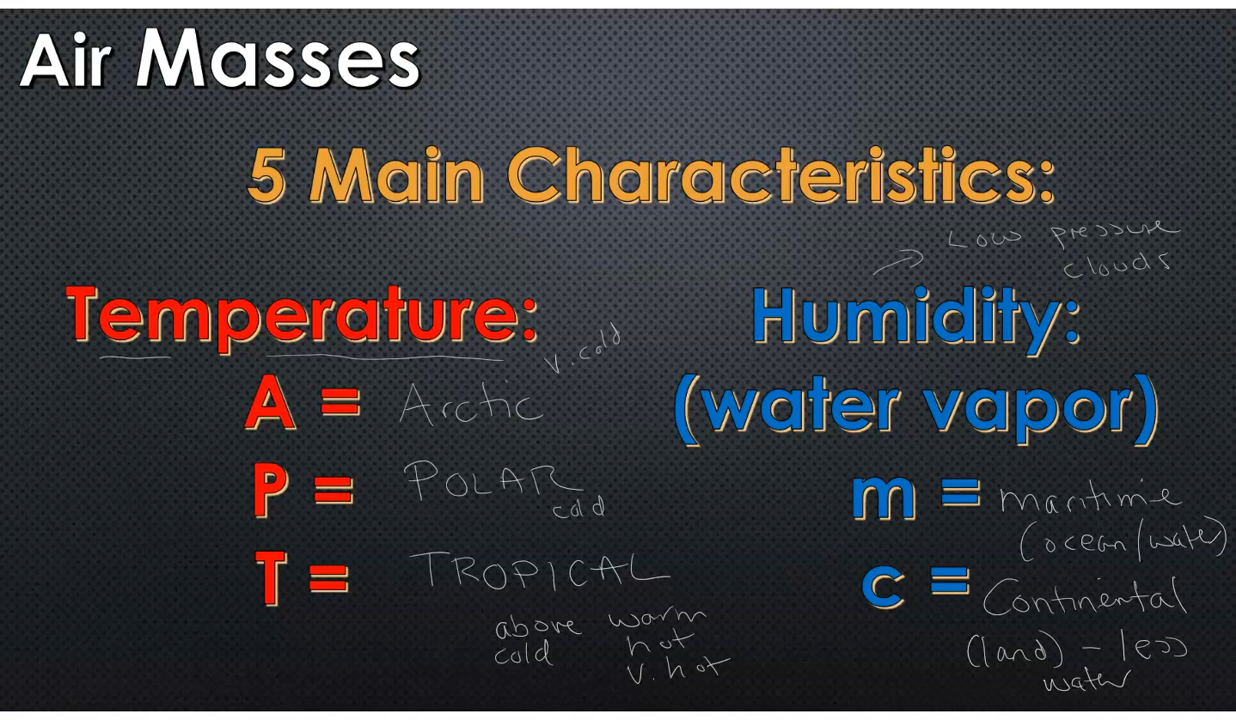 Air Masses
5 Main Characteristics:
Temperature:
A = Arctic v. cold
P = POLAR
cold
T = TROPICAL
above cold
warm
hot
v. hot
Low pressure
clouds
Humidity:
(water vapor)
m = maritime
(ocean/water)
c = Continental
(land) - less
water